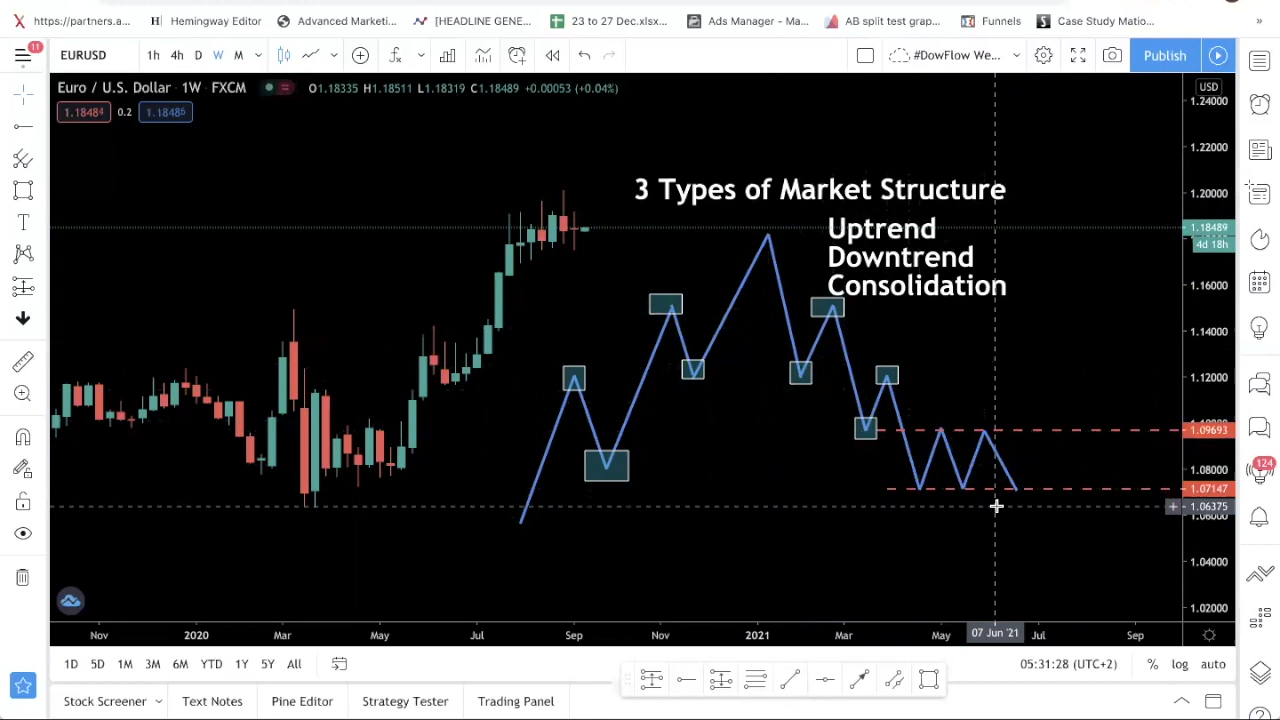 https://partners.a...
Hemingway Editor
Advanced Marketi...
[HEADLINE GENE...
23 to 27 Dec.xlsx...
Ads Manager - Ma...
AB split test grap...
Funnels
Case Study Matio...
»
11
EURUSD
1h 4h D W M
#DowFlow We...
Publish
Euro / U.S. Dollar · 1W · FXCM
O1.18335 H1.18511 L1.18319 C1.18489 +0.00053 (+0.04%)
1.18484 0.2 1.18486
USD
1.24000
1.22000
3 Types of Market Structure
1.20000
Uptrend
1.18489
4d 18h
Downtrend
Consolidation
1.16000
1.14000
1.12000
1.09693
1.08000
1.07147
1.06375
1.04000
1.02000
124
Nov 2020 Mar May Jul Sep Nov 2021 Mar May 07 Jun '21 Jul Sep
1D 5D 1M 3M 6M YTD 1Y 5Y All
05:31:28 (UTC+2) % log auto
Stock Screener Text Notes Pine Editor Strategy Tester Trading Panel